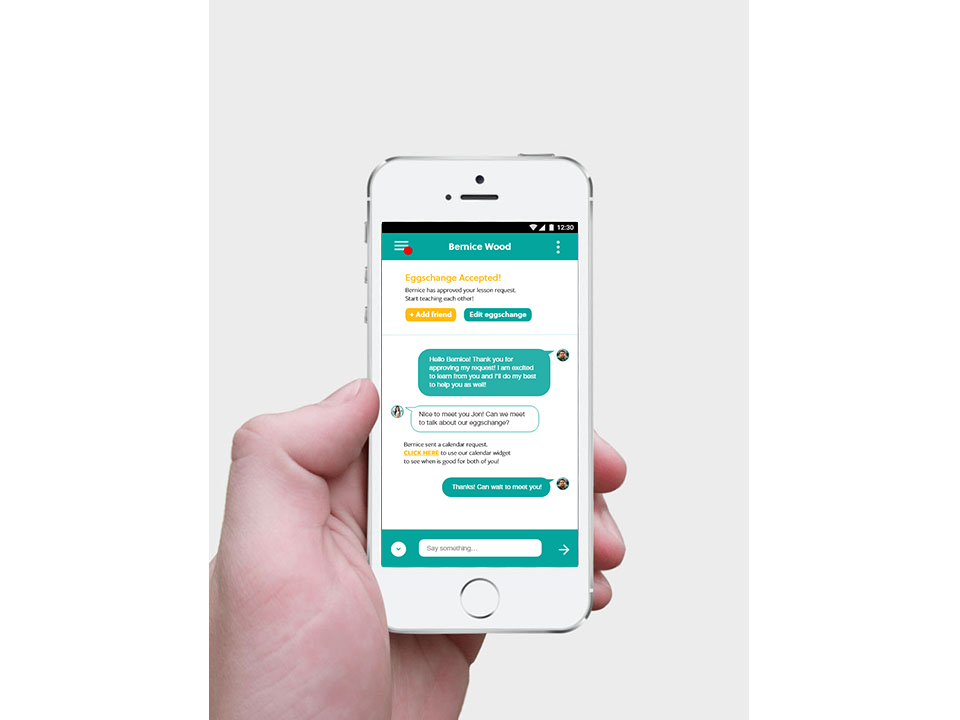 12:30
Bernice Wood
Eggschange Accepted!
Bernice has approved your lesson request.
Start teaching each other!
+ Add friend
Edit eggschange
Hello Bernice! Thank you for
approving my request! I am excited
to learn from you and I'll do my best
to help you as well!
Nice to meet you Jon! Can we meet
to talk about our eggschange?
Bernice sent a calendar request.
CLICK HERE to use our calendar widget
to see when is good for both of you!
Thanks! Can wait to meet you!
Say something...